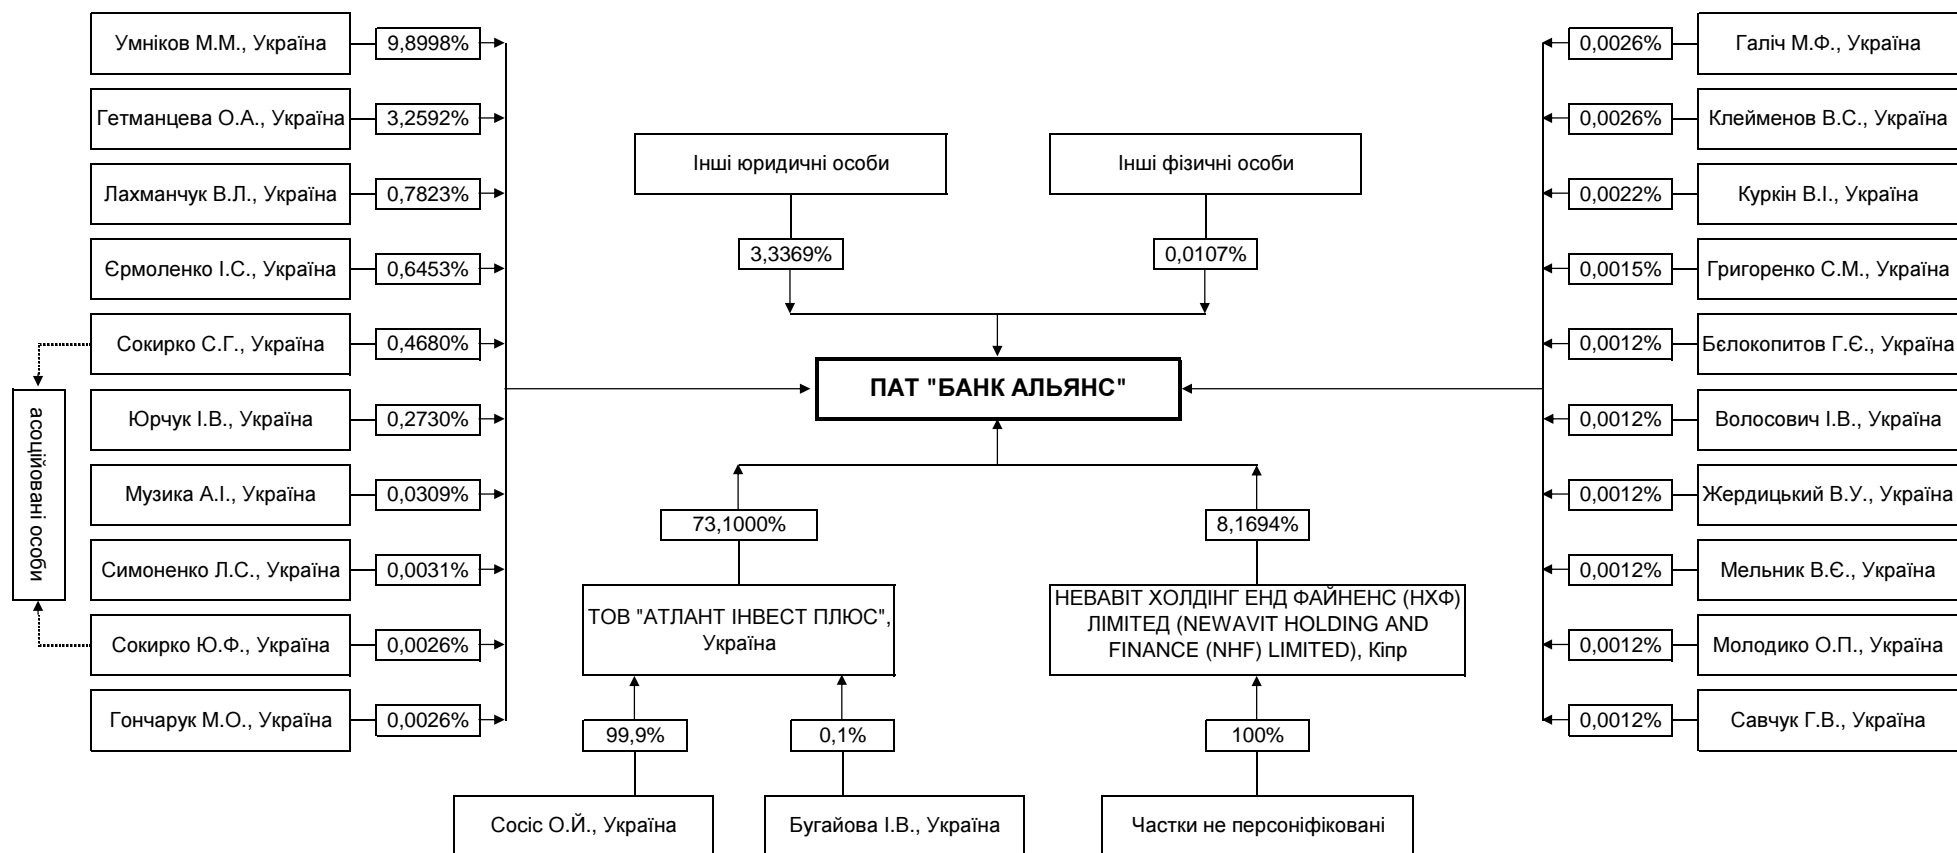 Умніков М.М., Україна
9,8998%
Гетманцева О.А., Україна
3,2592%
Лахманчук В.Л., Україна
0,7823%
Єрмоленко І.С., Україна
0,6453%
Сокирко С.Г., Україна
0,4680%
Юрчук І.В., Україна
0,2730%
Музика А.І., Україна
0,0309%
Симоненко Л.С., Україна
0,0031%
Сокирко Ю.Ф., Україна
0,0026%
Гончарук М.О., Україна
0,0026%
асоційовані особи
Інші юридичні особи
3,3369%
Інші фізичні особи
0,0107%
ПАТ "БАНК АЛЬЯНС"
73,1000%
8,1694%
ТОВ "АТЛАНТ ІНВЕСТ ПЛЮС",
Україна
НЕВАВІТ ХОЛДІНГ ЕНД ФАЙНЕНС (НХФ)
ЛІМІТЕД (NEWAVIT HOLDING AND
FINANCE (NHF) LIMITED), Кіпр
99,9%
0,1%
100%
Сосіс О.Й., Україна
Бугайова І.В., Україна
Частки не персоніфіковані
0,0026%
Галіч М.Ф., Україна
0,0026%
Клейменов В.С., Україна
0,0022%
Куркін В.І., Україна
0,0015%
Григоренко С.М., Україна
0,0012%
Бєлокопитов Г.Є., Україна
0,0012%
Волосович І.В., Україна
0,0012%
Жердицький В.У., Україна
0,0012%
Мельник В.Є., Україна
0,0012%
Молодико О.П., Україна
0,0012%
Савчук Г.В., Україна